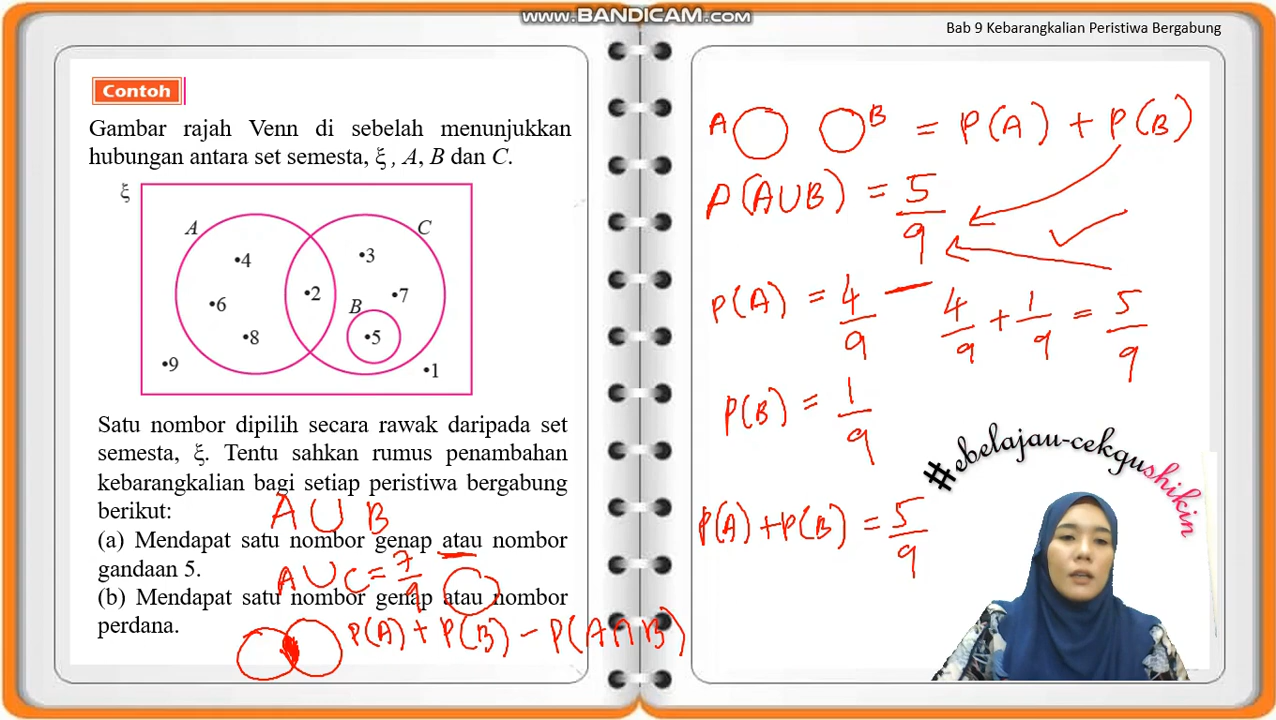 www.BANDICAM.com
Bab 9 Kebarangkalian Peristiwa Bergabung
Contoh
Gambar rajah Venn di sebelah menunjukkan
hubungan antara set semesta, ξ , A, B dan C.
ξ
A
C
•4
•3
•2
•7
•6
B
•8
•5
•9
•1
Satu nombor dipilih secara rawak daripada set
semesta, ξ. Tentu sahkan rumus penambahan
kebarangkalian bagi setiap peristiwa bergabung
berikut:
A ∪ B
(a) Mendapat satu nombor genap atau nombor
gandaan 5.
A ∪ C = 7/9
(b) Mendapat satu nombor genap atau nombor
perdana.
P(A) + P(B) - P(A ∩ B)
A B = P(A) + P(B)
P(A∪B) = 5/9
P(A) = 4/9
4/9 + 1/9 = 5/9
P(B) = 1/9
P(A) + P(B) = 5/9
#ebelajau-cekgushikin